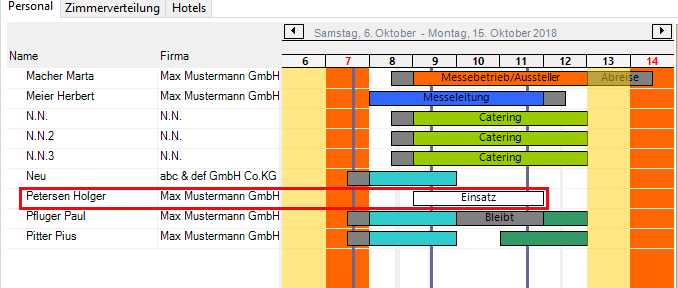 Personal Zimmerverteilung Hotels
Samstag, 6. Oktober - Montag, 15. Oktober 2018
Name Firma 6 7 8 9 10 11 12 13 14
Macher Marta Max Mustermann GmbH Messebetrieb/Aussteller Abreise
Meier Herbert Max Mustermann GmbH Messeleitung
N.N. N.N. Catering
N.N.2 N.N. Catering
N.N.3 N.N. Catering
Neu abc & def GmbH Co.KG
Petersen Holger Max Mustermann GmbH Einsatz
Pfluger Paul Max Mustermann GmbH Bleibt
Pitter Pius Max Mustermann GmbH